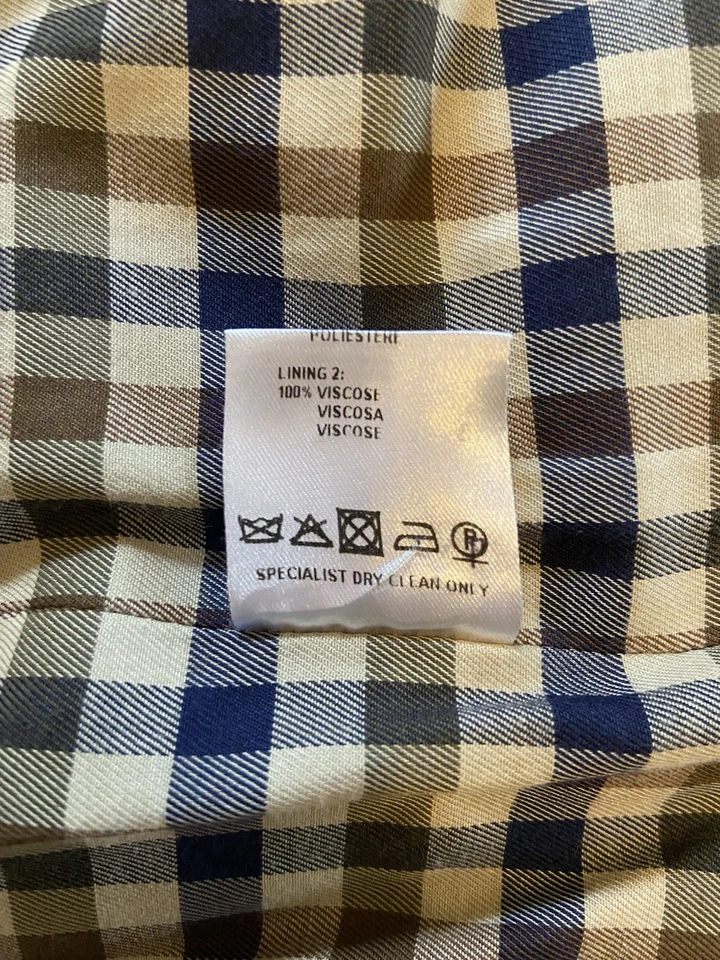 POLIESTERE
LINING 2:
100% VISCOSE
VISCOSA
VISCOSE
P
SPECIALIST DRY CLEAN ONLY